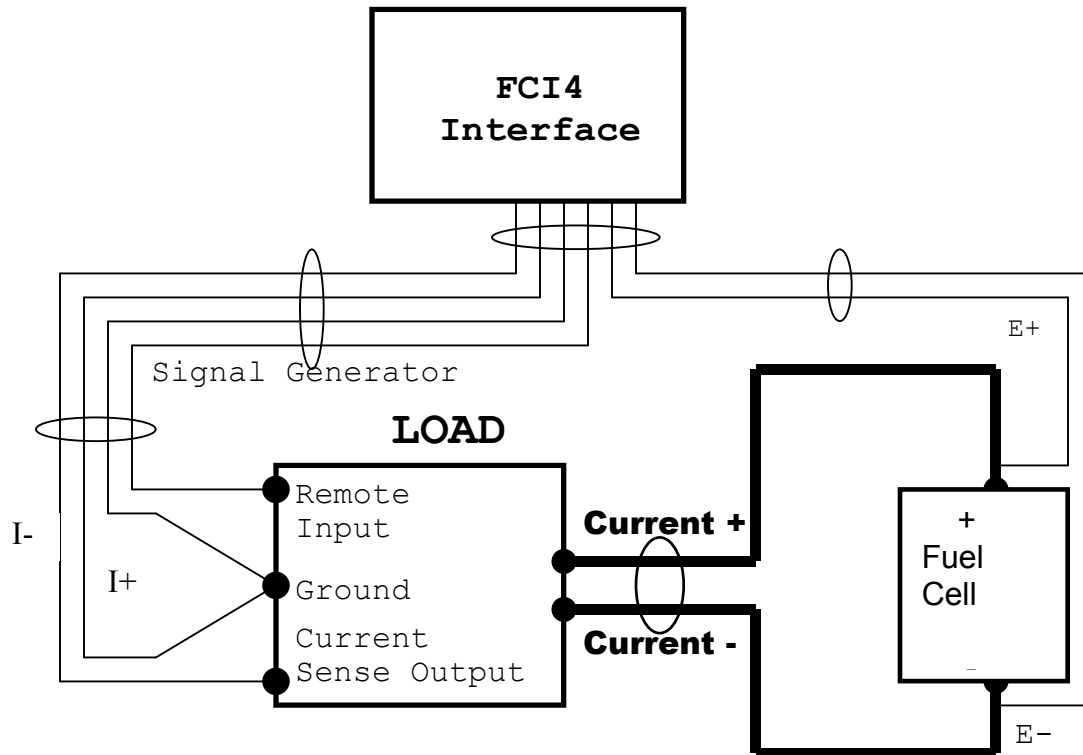 FCI4
Interface
E+
Signal Generator
LOAD
Remote
Input
I-
I+
Ground
Current
Sense Output
Current +
Current -
+
Fuel
Cell
-
E-